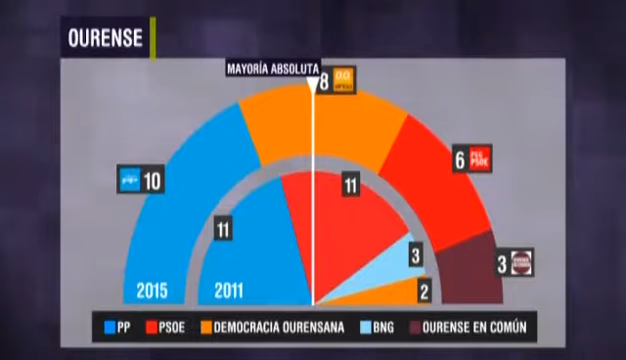 OURENSE
MAYORÍA ABSOLUTA
8
10
6
PSOE
11
11
3
3
2
2015
2011
PP
PSOE
DEMOCRACIA OURENSANA
BNG
OURENSE EN COMÚN